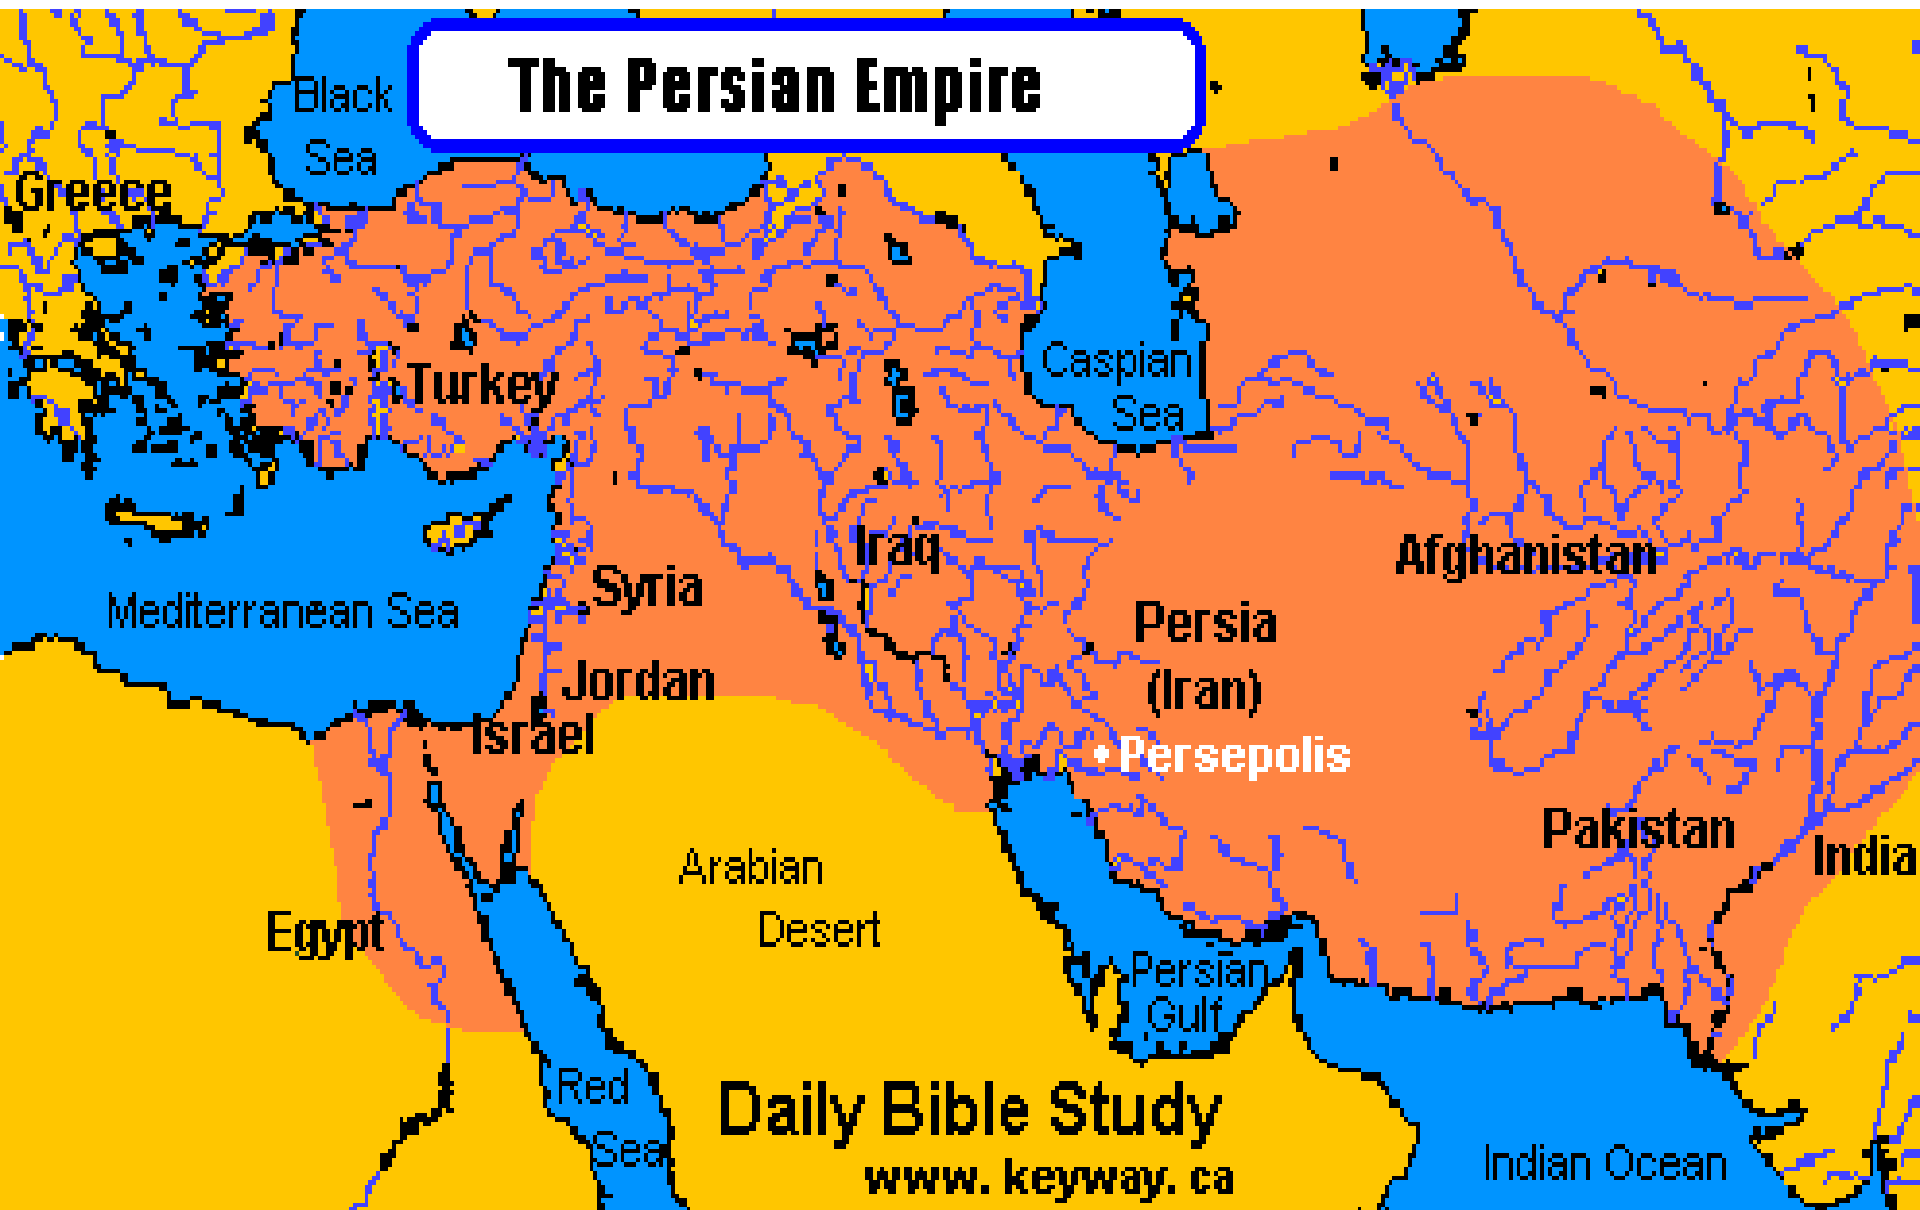 The Persian Empire
Black
Sea
Greece
Turkey
Caspian
Sea
Iraq
Afghanistan
Syria
Mediterranean Sea
Persia
(Iran)
Jordan
Israel
Persepolis
Pakistan
India
Arabian
Desert
Egypt
Persian
Gulf
Red
Sea
Daily Bible Study
www.keyway.ca
Indian Ocean